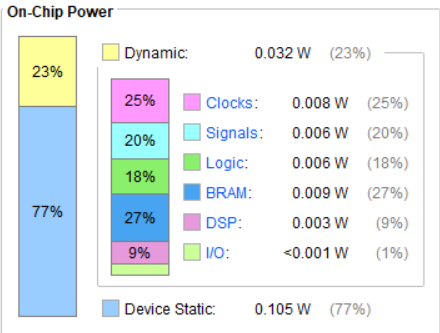 On-Chip Power
23%
77%
Dynamic: 0.032 W (23%)
25%
20%
18%
27%
9%
Clocks: 0.008 W (25%)
Signals: 0.006 W (20%)
Logic: 0.006 W (18%)
BRAM: 0.009 W (27%)
DSP: 0.003 W (9%)
I/O: <0.001 W (1%)
Device Static: 0.105 W (77%)